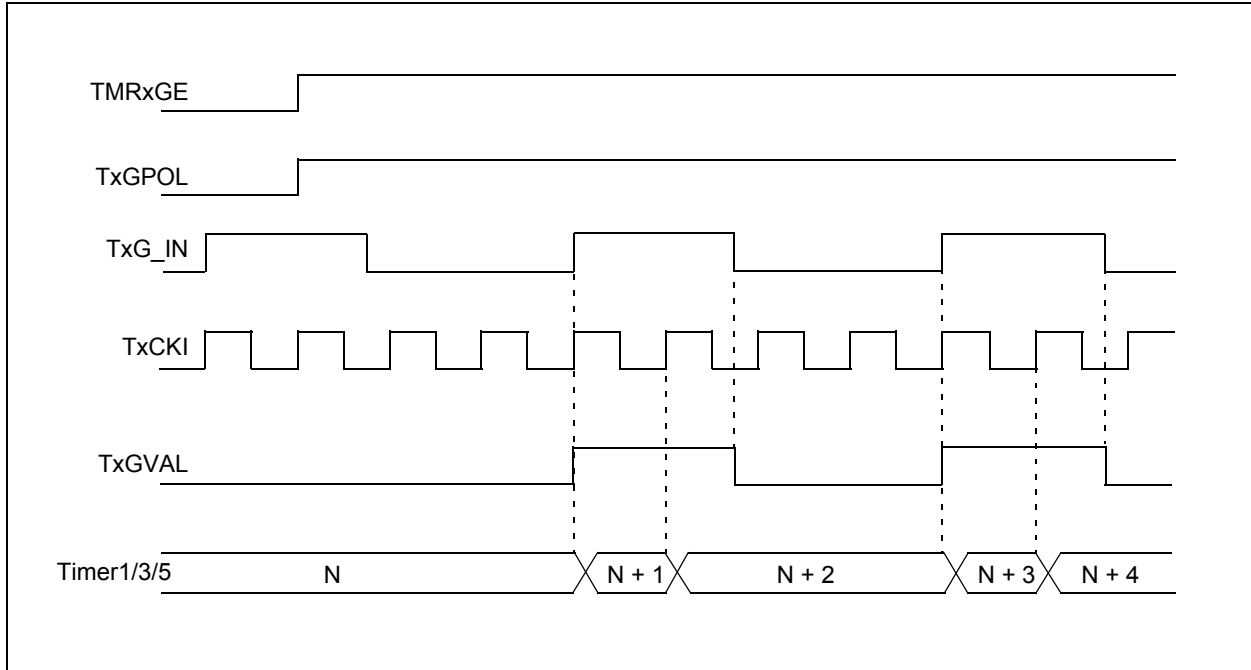 TMRxGE
TxGPOL
TxG_IN
TxCKI
TxGVAL
Timer1/3/5 N N + 1 N + 2 N + 3 N + 4